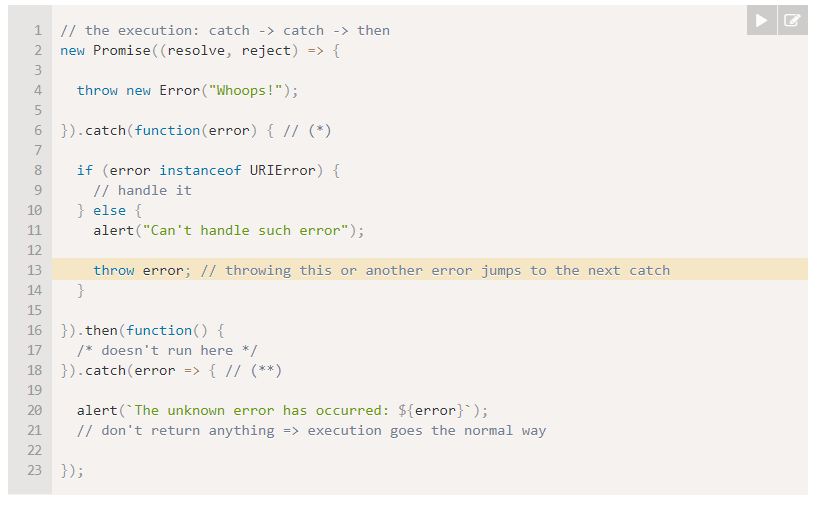 1 // the execution: catch -> catch -> then
2 new Promise((resolve, reject) => {
3
4   throw new Error("Whoops!");
5
6 }).catch(function(error) { // (*)
7
8   if (error instanceof URIError) {
9     // handle it
10   } else {
11     alert("Can't handle such error");
12
13     throw error; // throwing this or another error jumps to the next catch
14   }
15
16 }).then(function() {
17   /* doesn't run here */
18 }).catch(error => { // (**)
19
20   alert(`The unknown error has occurred: ${error}`);
21   // don't return anything => execution goes the normal way
22
23 });